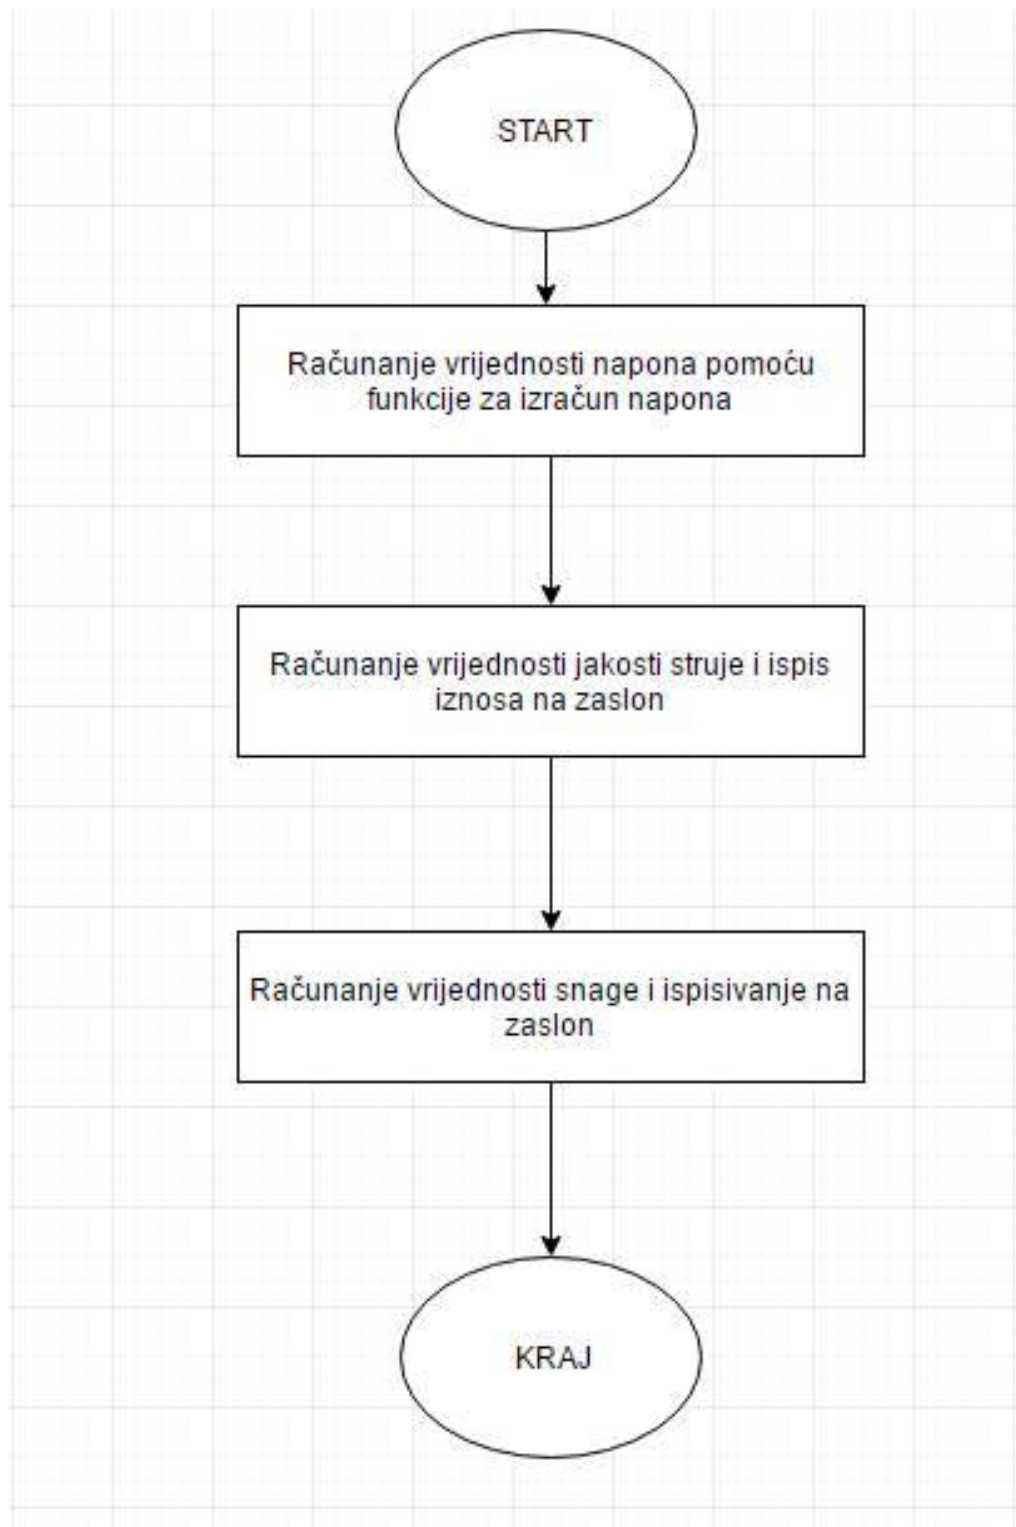 START
Računanje vrijednosti napona pomoću
funkcije za izračun napona
Računanje vrijednosti jakosti struje i ispis
iznosa na zaslon
Računanje vrijednosti snage i ispisivanje na
zaslon
KRAJ